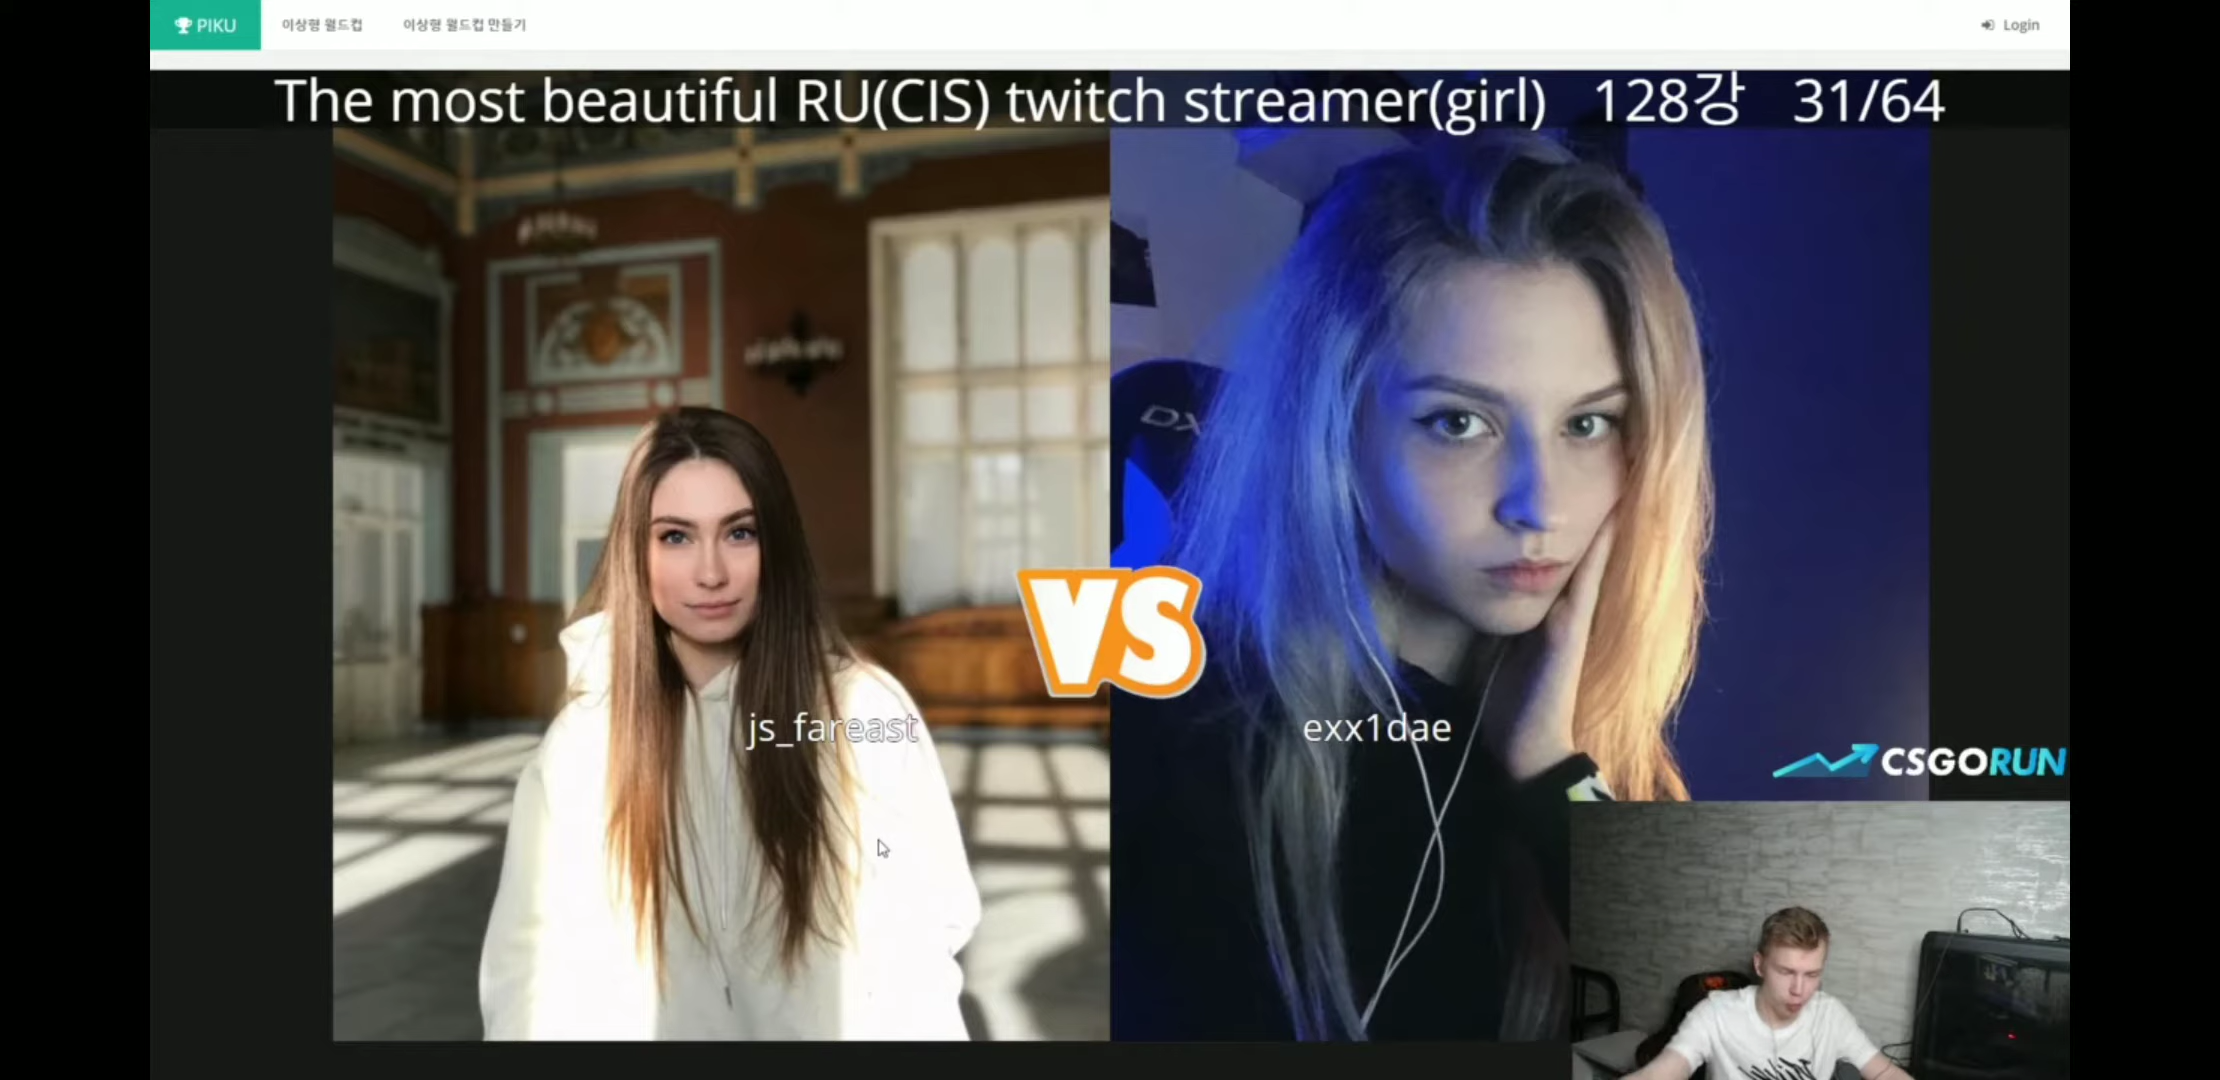 PIKU 이상형 월드컵 이상형 월드컵 만들기 Login
The most beautiful RU(CIS) twitch streamer(girl) 128강 31/64
DX
VS
js_fareast exx1dae
CSGORUN